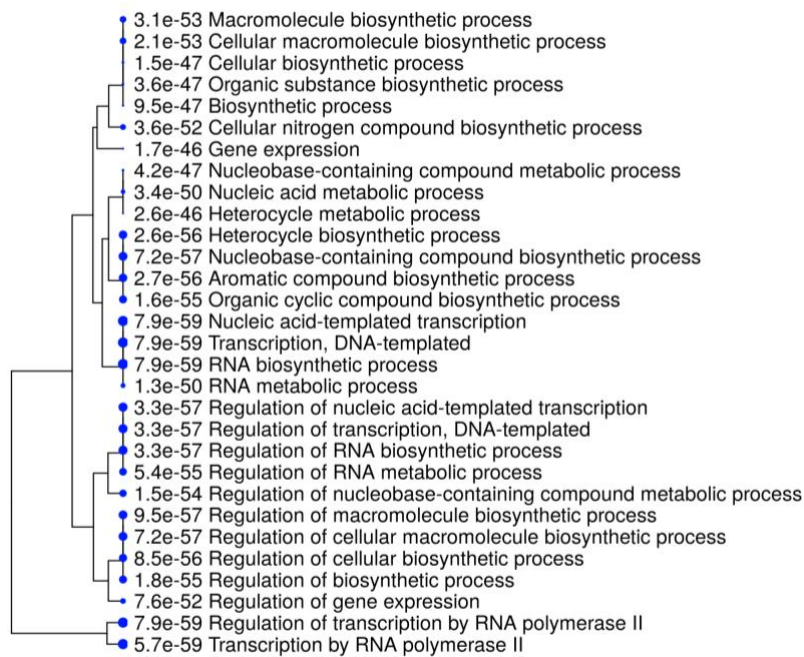 3.1e-53 Macromolecule biosynthetic process
2.1e-53 Cellular macromolecule biosynthetic process
1.5e-47 Cellular biosynthetic process
3.6e-47 Organic substance biosynthetic process
9.5e-47 Biosynthetic process
3.6e-52 Cellular nitrogen compound biosynthetic process
1.7e-46 Gene expression
4.2e-47 Nucleobase-containing compound metabolic process
3.4e-50 Nucleic acid metabolic process
2.6e-46 Heterocycle metabolic process
2.6e-56 Heterocycle biosynthetic process
7.2e-57 Nucleobase-containing compound biosynthetic process
2.7e-56 Aromatic compound biosynthetic process
1.6e-55 Organic cyclic compound biosynthetic process
7.9e-59 Nucleic acid-templated transcription
7.9e-59 Transcription, DNA-templated
7.9e-59 RNA biosynthetic process
1.3e-50 RNA metabolic process
3.3e-57 Regulation of nucleic acid-templated transcription
3.3e-57 Regulation of transcription, DNA-templated
3.3e-57 Regulation of RNA biosynthetic process
5.4e-55 Regulation of RNA metabolic process
1.5e-54 Regulation of nucleobase-containing compound metabolic process
9.5e-57 Regulation of macromolecule biosynthetic process
7.2e-57 Regulation of cellular macromolecule biosynthetic process
8.5e-56 Regulation of cellular biosynthetic process
1.8e-55 Regulation of biosynthetic process
7.6e-52 Regulation of gene expression
7.9e-59 Regulation of transcription by RNA polymerase II
5.7e-59 Transcription by RNA polymerase II